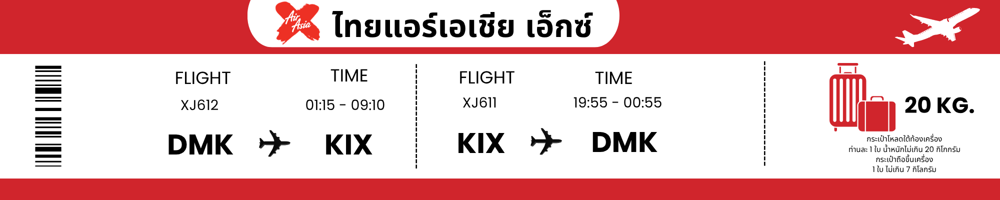 Air
Asia
ไทยแอร์เอเชีย เอ็กซ์
FLIGHT
TIME
XJ612
01:15 - 09:10
DMK
KIX
FLIGHT
TIME
XJ611
19:55 - 00:55
KIX
DMK
20 KG.
กระเป๋าโหลดใต้ท้องเครื่อง
ท่านละ 1 ใบ น้ำหนักไม่เกิน 20 กิโกกรัม
กระเป๋าถือขึ้นเครื่อง
1 ใบ ไม่เกิน 7 กิโลกรัม